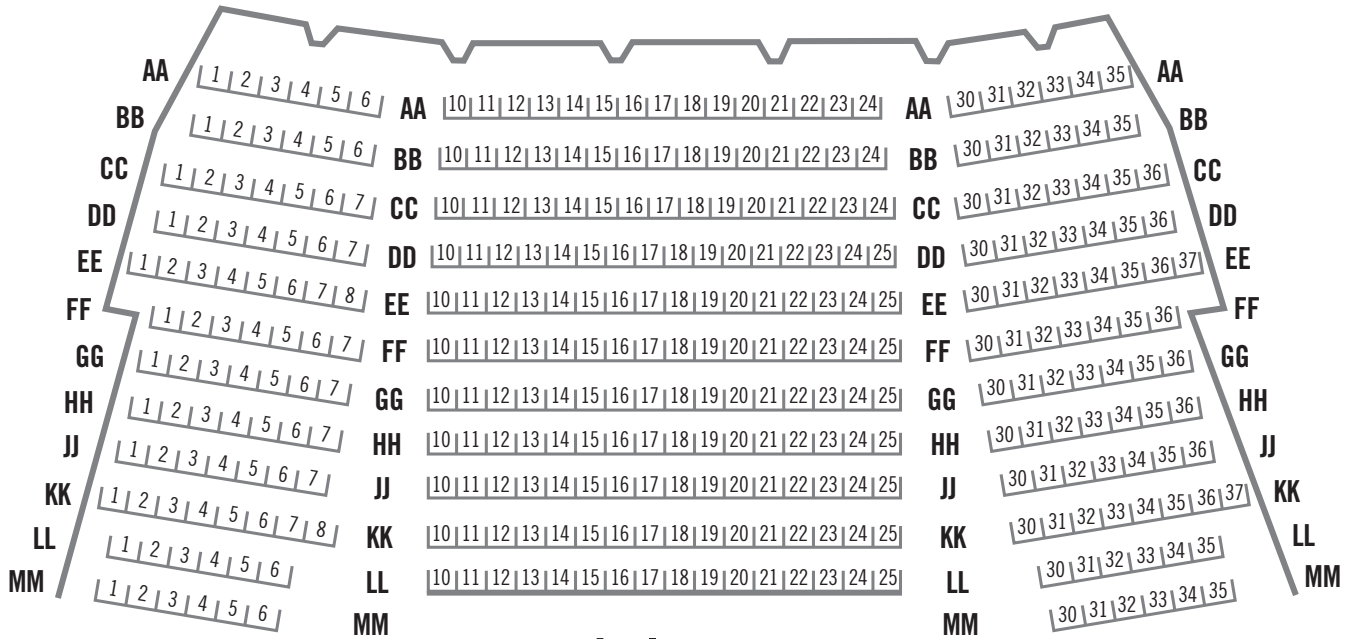 AA 1 2 3 4 5 6 AA 10 11 12 13 14 15 16 17 18 19 20 21 22 23 24 AA 30 31 32 33 34 35 AA
BB 1 2 3 4 5 6 BB 10 11 12 13 14 15 16 17 18 19 20 21 22 23 24 BB 30 31 32 33 34 35 BB
CC 1 2 3 4 5 6 7 CC 10 11 12 13 14 15 16 17 18 19 20 21 22 23 24 CC 30 31 32 33 34 35 36 CC
DD 1 2 3 4 5 6 7 DD 10 11 12 13 14 15 16 17 18 19 20 21 22 23 24 25 DD 30 31 32 33 34 35 36 DD
EE 1 2 3 4 5 6 7 8 EE 10 11 12 13 14 15 16 17 18 19 20 21 22 23 24 25 EE 30 31 32 33 34 35 36 37 EE
FF 1 2 3 4 5 6 7 FF 10 11 12 13 14 15 16 17 18 19 20 21 22 23 24 25 FF 30 31 32 33 34 35 36 FF
GG 1 2 3 4 5 6 7 GG 10 11 12 13 14 15 16 17 18 19 20 21 22 23 24 25 GG 30 31 32 33 34 35 36 GG
HH 1 2 3 4 5 6 7 HH 10 11 12 13 14 15 16 17 18 19 20 21 22 23 24 25 HH 30 31 32 33 34 35 36 HH
JJ 1 2 3 4 5 6 7 JJ 10 11 12 13 14 15 16 17 18 19 20 21 22 23 24 25 JJ 30 31 32 33 34 35 36 JJ
KK 1 2 3 4 5 6 7 8 KK 10 11 12 13 14 15 16 17 18 19 20 21 22 23 24 25 KK 30 31 32 33 34 35 36 37 KK
LL 1 2 3 4 5 6 LL 10 11 12 13 14 15 16 17 18 19 20 21 22 23 24 25 LL 30 31 32 33 34 35 LL
MM 1 2 3 4 5 6 MM MM 30 31 32 33 34 35 MM